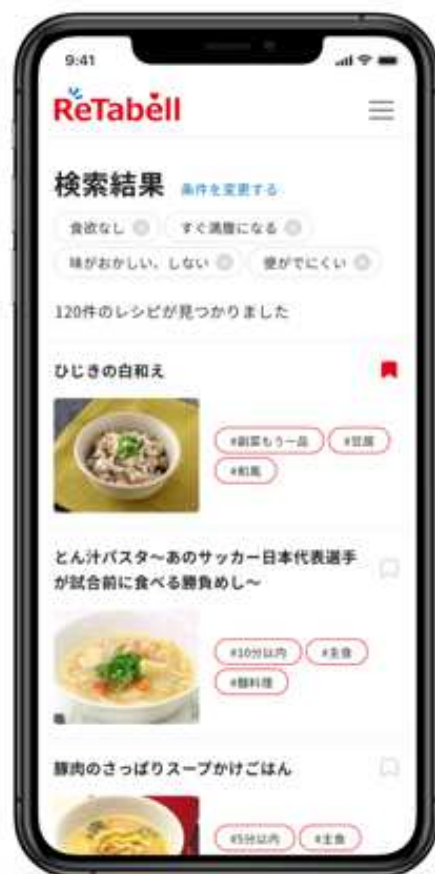 9:41
ReTabell
検索結果 条件を変更する
食欲なし すぐ満腹になる
味がおかしい、しない 便がでにくい
120件のレシピが見つかりました
ひじきの白和え
#副菜もう一品 #豆腐
#和風
とん汁パスタ～あのサッカー日本代表選手
が試合前に食べる勝負めし～
#10分以内 #主食
#麺料理
豚肉のさっぱりスープかけごはん
#5分以内 #主食